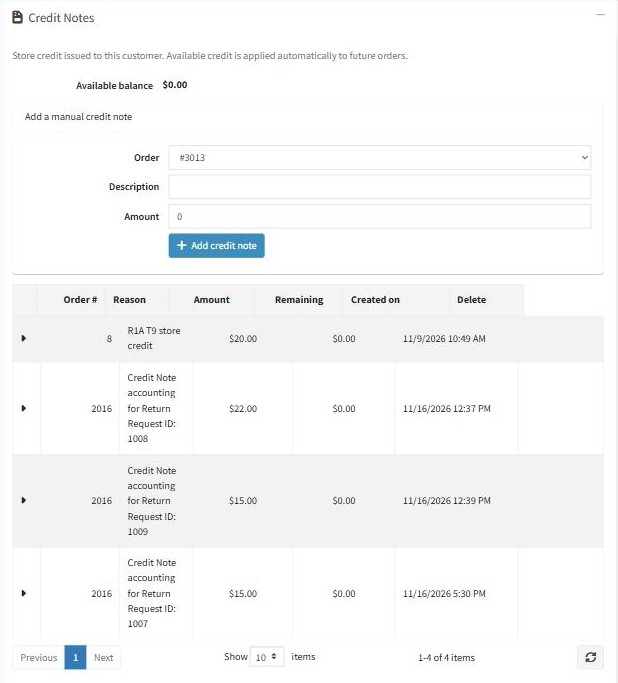 Credit Notes
Store credit issued to this customer. Available credit is applied automatically to future orders.
Available balance $0.00
Add a manual credit note
Order #3013
Description
Amount 0
+ Add credit note
Order # Reason Amount Remaining Created on Delete
8 R1A T9 store credit $20.00 $0.00 11/9/2026 10:49 AM
2016 Credit Note accounting for Return Request ID: 1008 $22.00 $0.00 11/16/2026 12:37 PM
2016 Credit Note accounting for Return Request ID: 1009 $15.00 $0.00 11/16/2026 12:39 PM
2016 Credit Note accounting for Return Request ID: 1007 $15.00 $0.00 11/16/2026 5:30 PM
Previous 1 Next Show 10 items 1-4 of 4 items